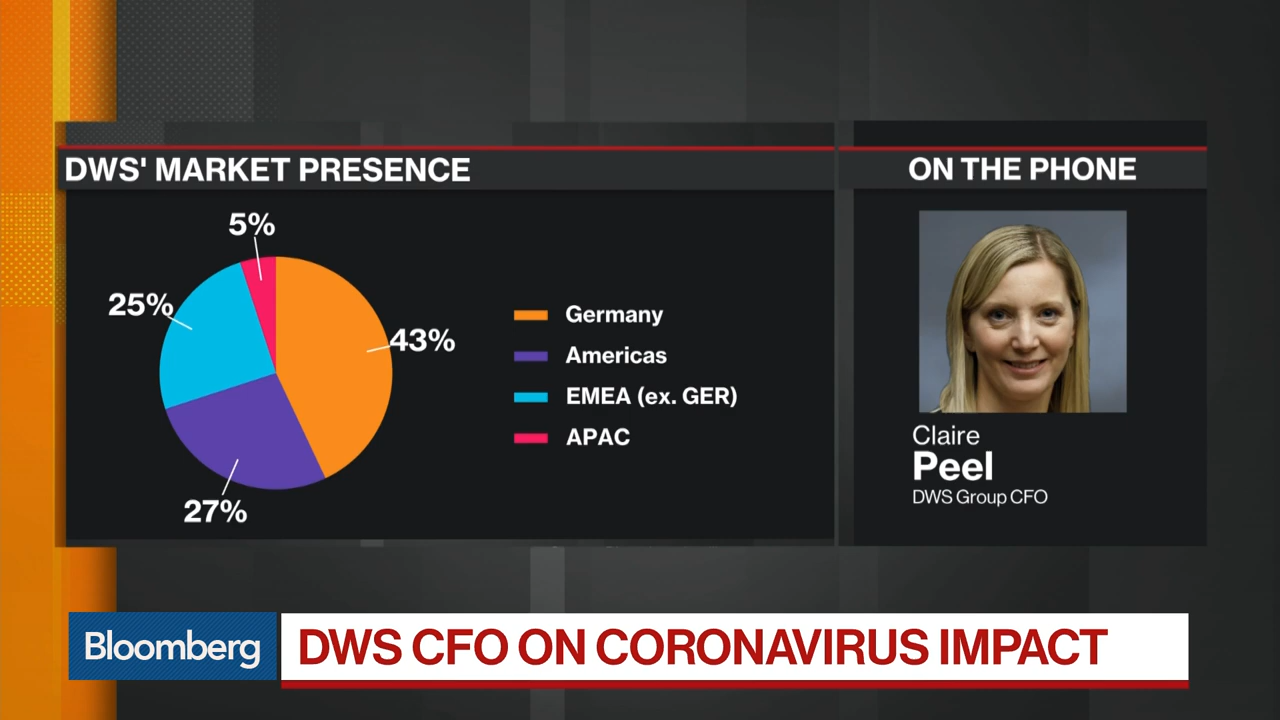 DWS' MARKET PRESENCE
5%
25%
43%
27%
Germany
Americas
EMEA (ex. GER)
APAC
ON THE PHONE
Claire
Peel
DWS Group CFO
Bloomberg
DWS CFO ON CORONAVIRUS IMPACT